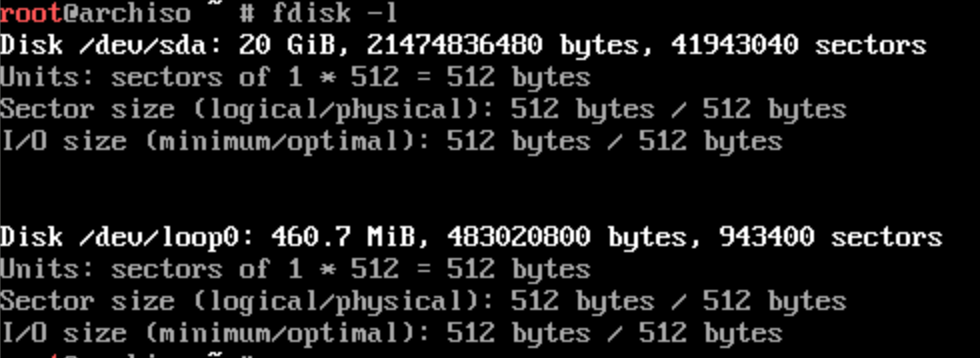 root@archiso ~ # fdisk -l
Disk /dev/sda: 20 GiB, 21474836480 bytes, 41943040 sectors
Units: sectors of 1 * 512 = 512 bytes
Sector size (logical/physical): 512 bytes / 512 bytes
I/O size (minimum/optimal): 512 bytes / 512 bytes
Disk /dev/loop0: 460.7 MiB, 483020800 bytes, 943400 sectors
Units: sectors of 1 * 512 = 512 bytes
Sector size (logical/physical): 512 bytes / 512 bytes
I/O size (minimum/optimal): 512 bytes / 512 bytes